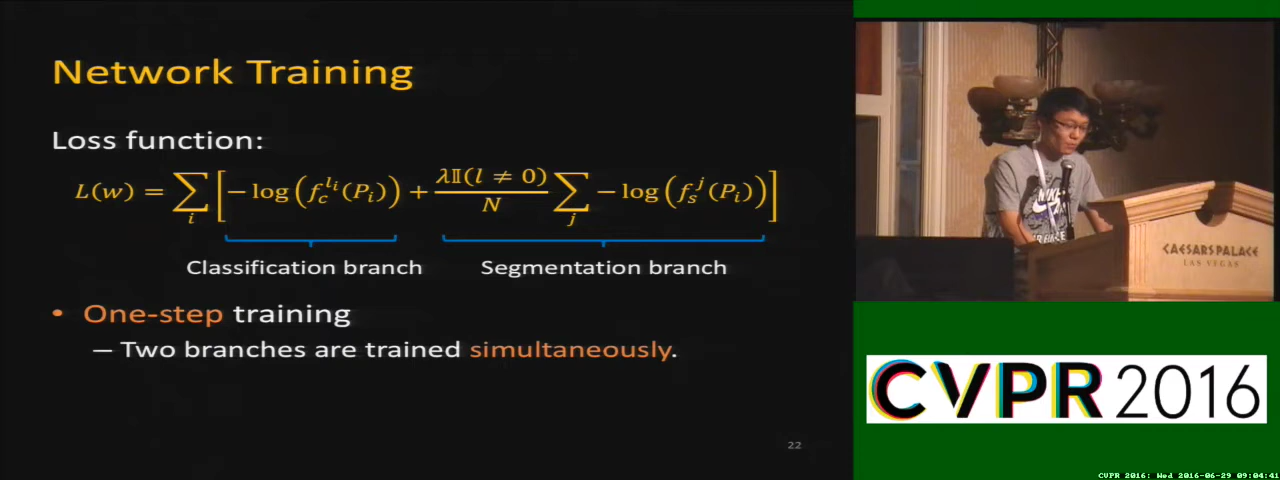 Network Training
Loss function:
L(w) = ∑_i [ −log(f_c^{l_i}(P_i)) + λ𝕀(l ≠ 0)/N ∑_j −log(f_s^j(P_i)) ]
Classification branch
Segmentation branch
• One-step training
– Two branches are trained simultaneously.
22
NIKE
CAESARS PALACE
LAS VEGAS
CVPR 2016
CVPR 2016: Wed 2016-06-29 09:04:41